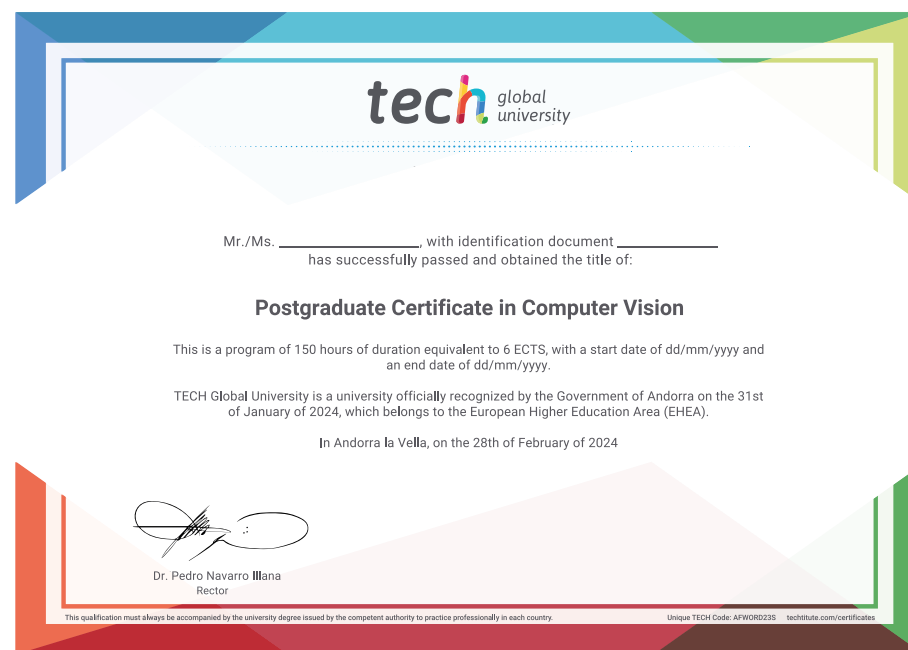 tech global university
Mr./Ms. ____________________, with identification document ______________
has successfully passed and obtained the title of:
Postgraduate Certificate in Computer Vision
This is a program of 150 hours of duration equivalent to 6 ECTS, with a start date of dd/mm/yyyy and
an end date of dd/mm/yyyy.
TECH Global University is a university officially recognized by the Government of Andorra on the 31st
of January of 2024, which belongs to the European Higher Education Area (EHEA).
In Andorra la Vella, on the 28th of February of 2024
Dr. Pedro Navarro Illana
Rector
This qualification must always be accompanied by the university degree issued by the competent authority to practice professionally in each country.
Unique TECH Code: AFWORD23S techtitute.com/certificates